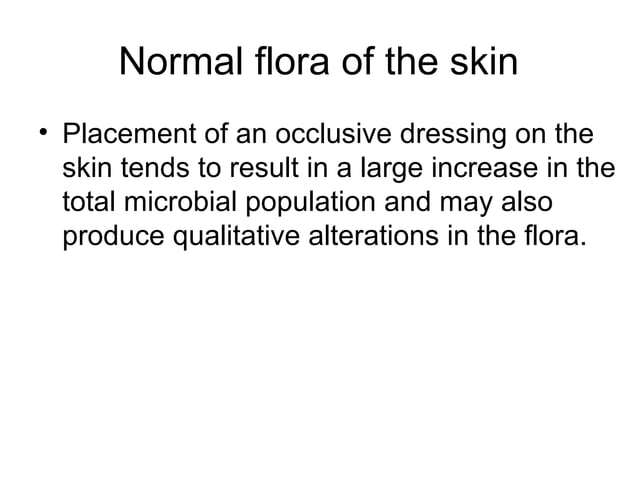 Normal flora of the skin
• Placement of an occlusive dressing on the
skin tends to result in a large increase in the
total microbial population and may also
produce qualitative alterations in the flora.